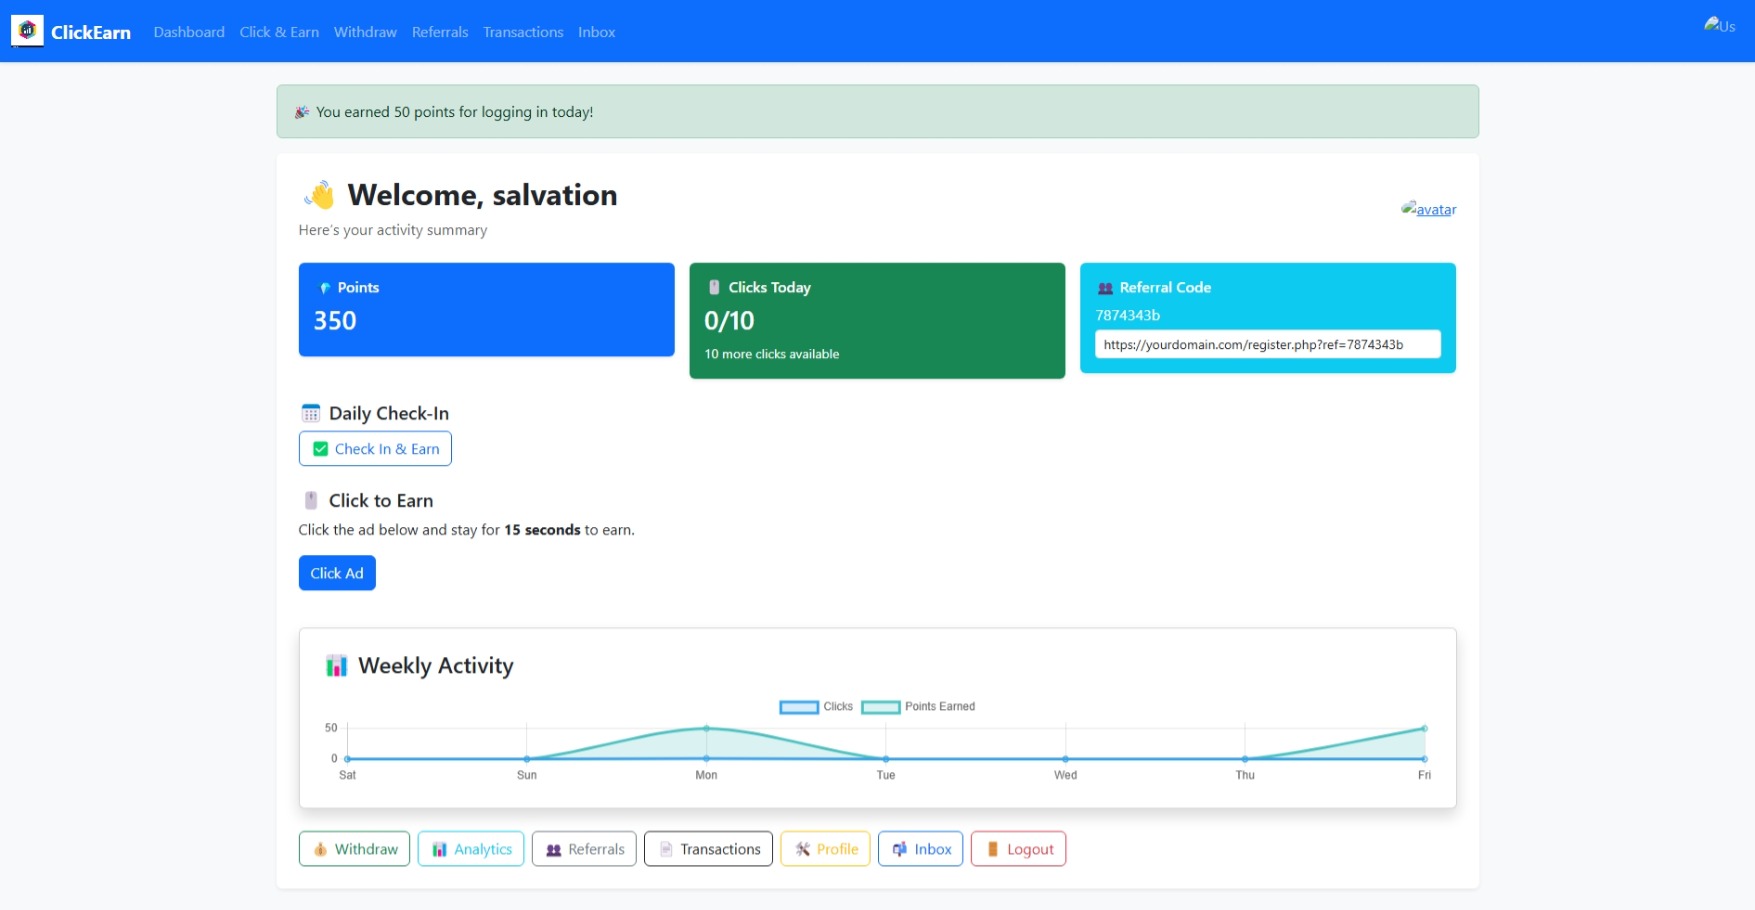 ClickEarn Dashboard Click & Earn Withdraw Referrals Transactions Inbox Us
You earned 50 points for logging in today!
Welcome, salvation
Here's your activity summary
avatar
Points
350
Clicks Today
0/10
10 more clicks available
Referral Code
7874343b
https://yourdomain.com/register.php?ref=7874343b
Daily Check-In
Check In & Earn
Click to Earn
Click the ad below and stay for 15 seconds to earn.
Click Ad
Weekly Activity
Clicks Points Earned
50
0
Sat Sun Mon Tue Wed Thu Fri
Withdraw Analytics Referrals Transactions Profile Inbox Logout